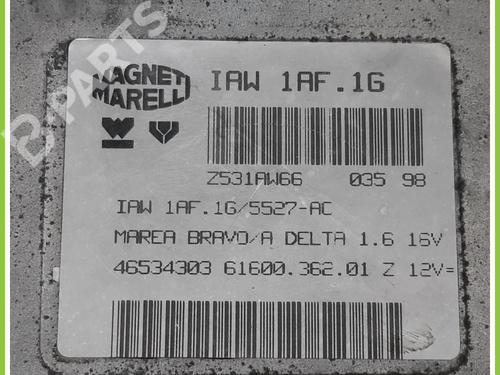 B-PARTS
MAGNETI
MARELLI
IAW 1AF.1G
Z531AW66 035 98
IAW 1AF.1G/5527-AC
MAREA BRAVO/A DELTA 1.6 16V
46534303 61600.362.01 Z 12V=